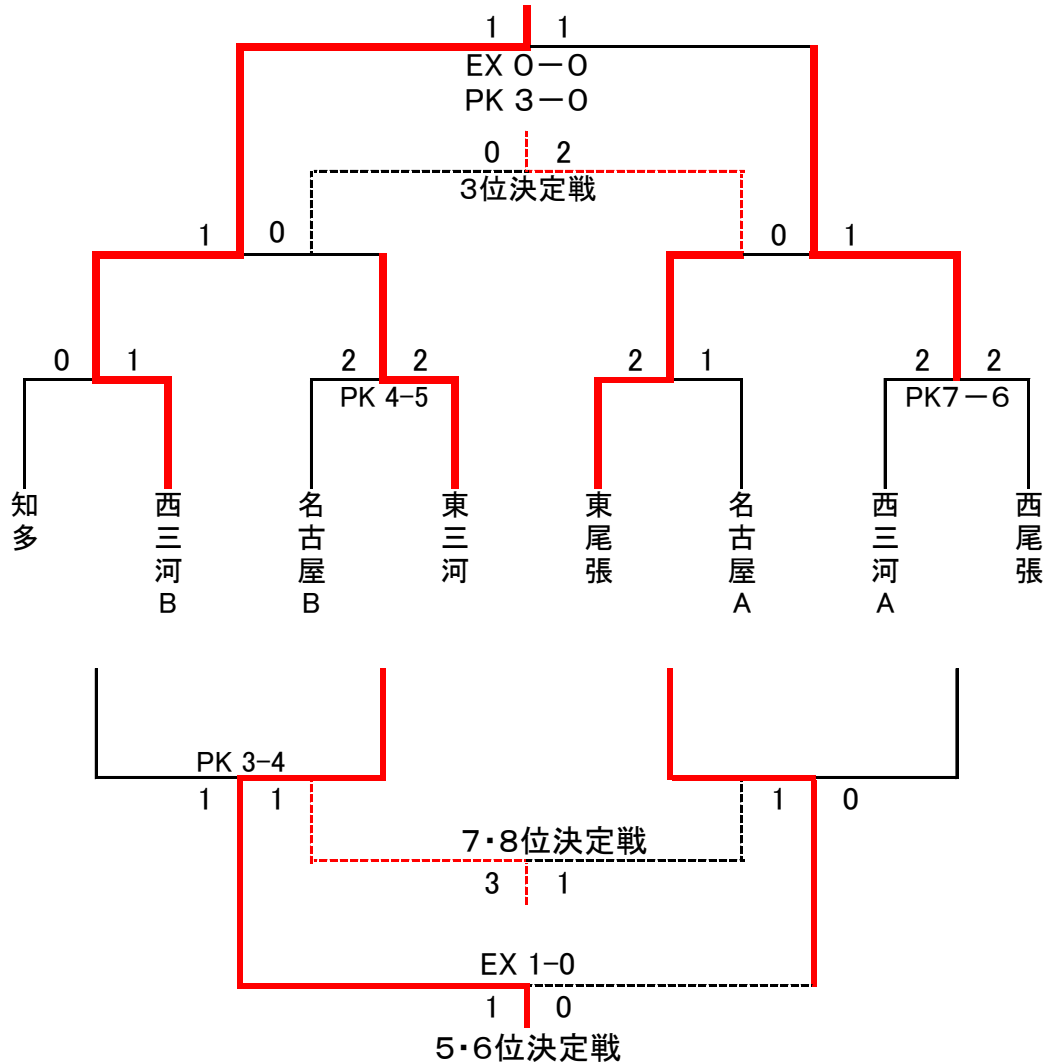 1 1
EX 0－0
PK 3－0
0 2
3位決定戦
1 0
0 1
0 1
2 2
PK 4-5
2 1
2 2
PK7－6
知多
西三河B
名古屋B
東三河
東尾張
名古屋A
西三河A
西尾張
PK 3-4
1 1
1 0
7・8位決定戦
3 1
EX 1-0
1 0
5・6位決定戦